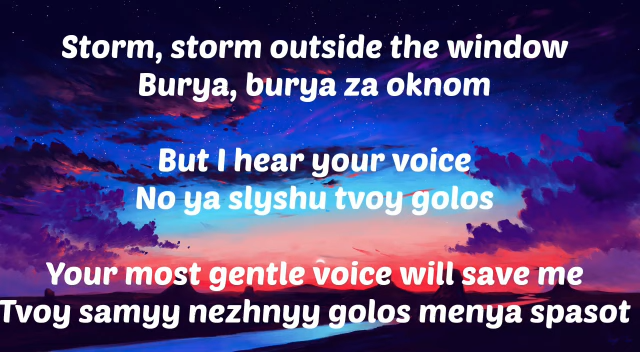 Storm, storm outside the window
Burya, burya za oknom
But I hear your voice
No ya slyshu tvoy golos
Your most gentle voice will save me
Tvoy samyy nezhnyy golos menya spasot